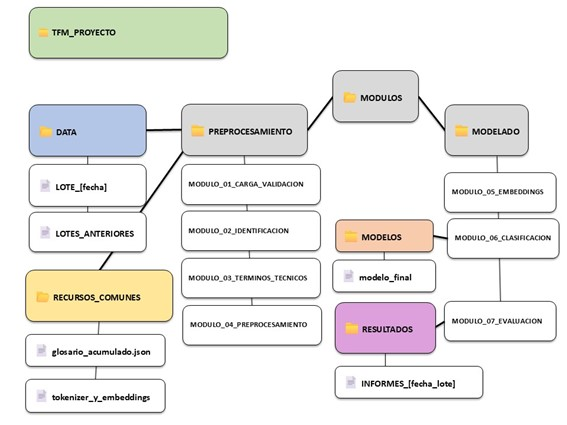 TFM_PROYECTO
MODULOS
DATA
PREPROCESAMIENTO
MODELADO
LOTE_[fecha]
MODULO_01_CARGA_VALIDACION
MODULO_05_EMBEDDINGS
LOTES_ANTERIORES
MODULO_02_IDENTIFICACION
MODELOS
MODULO_06_CLASIFICACION
RECURSOS_COMUNES
MODULO_03_TERMINOS_TECNICOS
modelo_final
MODULO_04_PREPROCESAMIENTO
RESULTADOS
MODULO_07_EVALUACION
glosario_acumulado.json
INFORMES_[fecha_lote]
tokenizer_y_embeddings